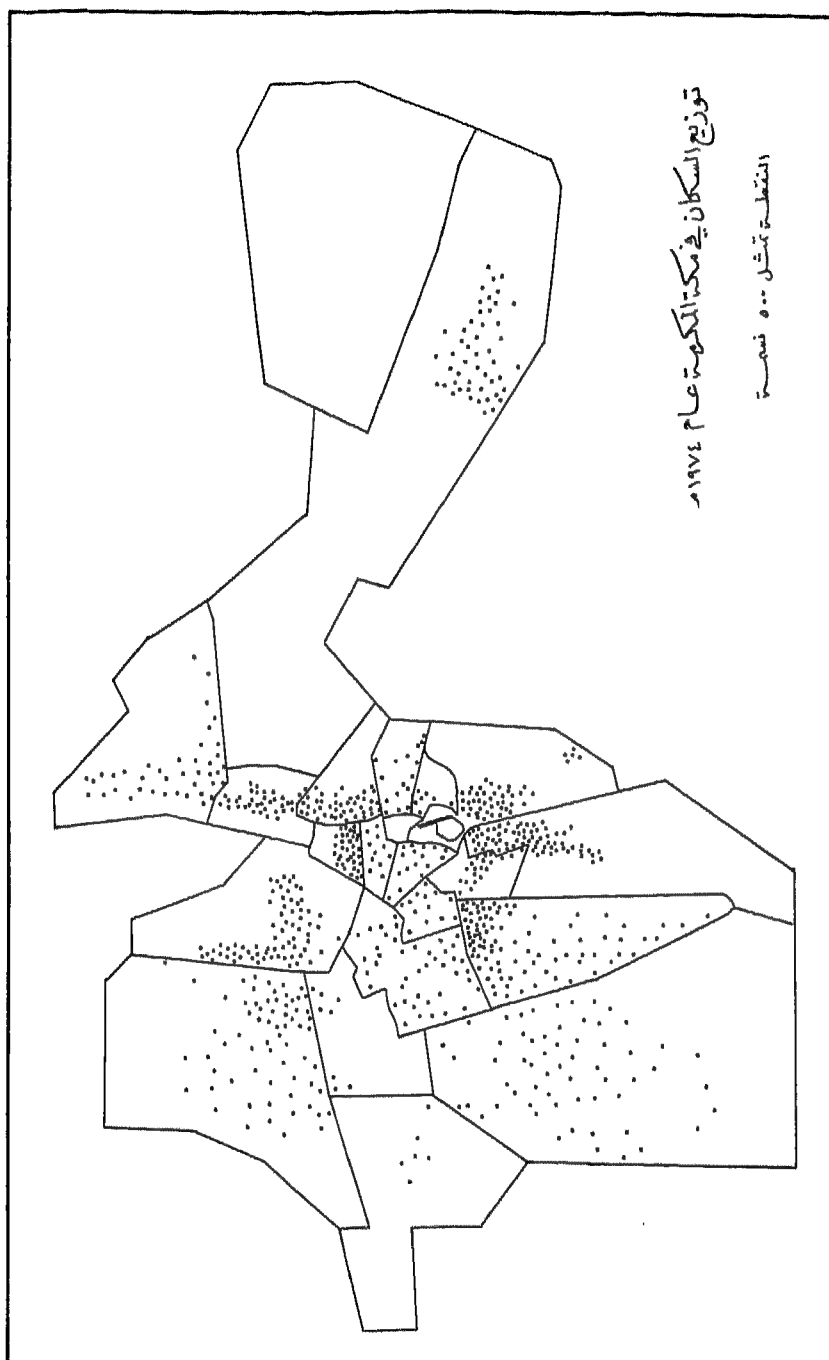 توزيع السكان في مكة المكرمة عام ١٩٧٤م
النقطة تمثل ٥٠٠ نسمة